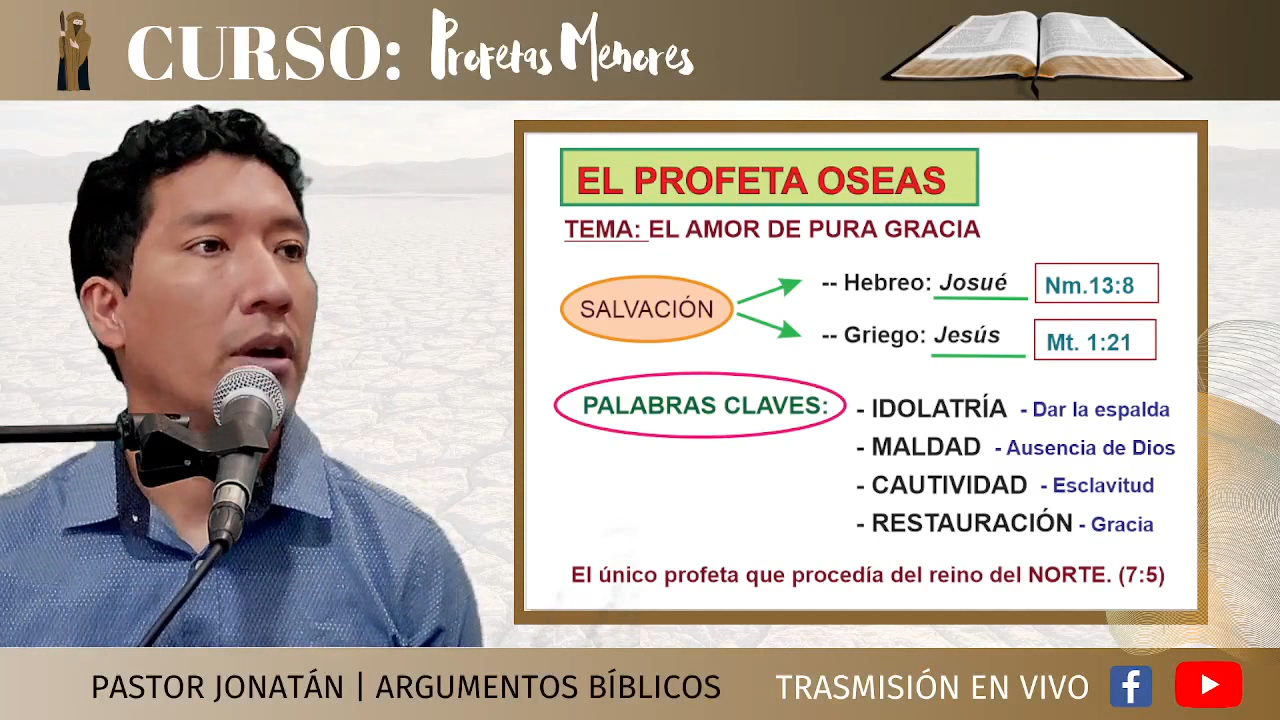 CURSO: Profetas Menores
EL PROFETA OSEAS
TEMA: EL AMOR DE PURA GRACIA
SALVACIÓN
-- Hebreo: Josué Nm.13:8
-- Griego: Jesús Mt. 1:21
PALABRAS CLAVES:
- IDOLATRÍA - Dar la espalda
- MALDAD - Ausencia de Dios
- CAUTIVIDAD - Esclavitud
- RESTAURACIÓN - Gracia
El único profeta que procedía del reino del NORTE. (7:5)
PASTOR JONATÁN | ARGUMENTOS BÍBLICOS TRASMISIÓN EN VIVO